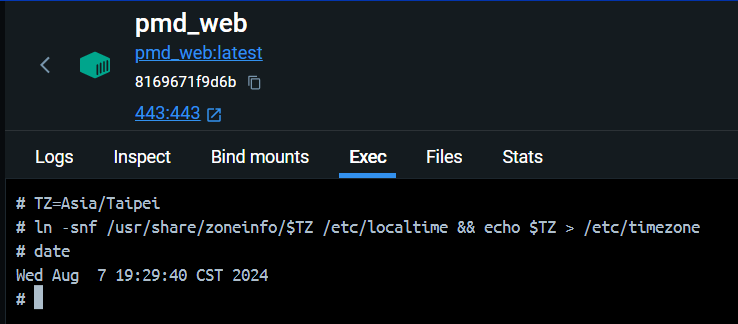 pmd_web
pmd_web:latest
8169671f9d6b
443:443
Logs Inspect Bind mounts Exec Files Stats
# TZ=Asia/Taipei
# ln -snf /usr/share/zoneinfo/$TZ /etc/localtime && echo $TZ > /etc/timezone
# date
Wed Aug  7 19:29:40 CST 2024
#